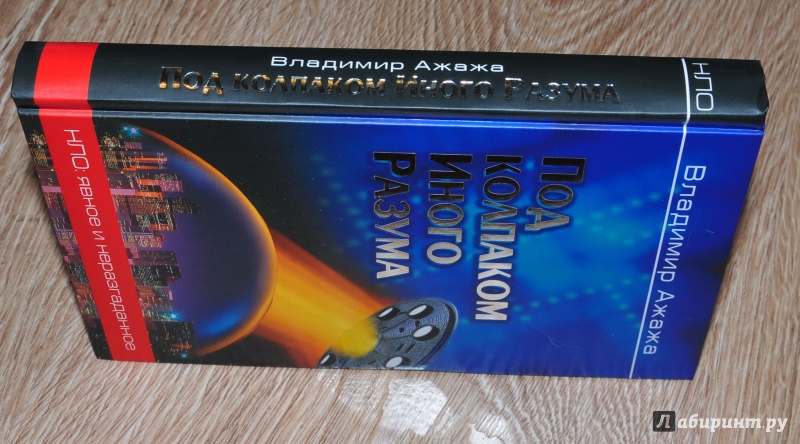 Владимир Ажажа
Под колпаком Иного Разума
НЛО
Владимир Ажажа
ПОД
КОЛПАКОМ
ИНОГО
РАЗУМА
НЛО: явное и неразгаданное
Лабиринт.ру